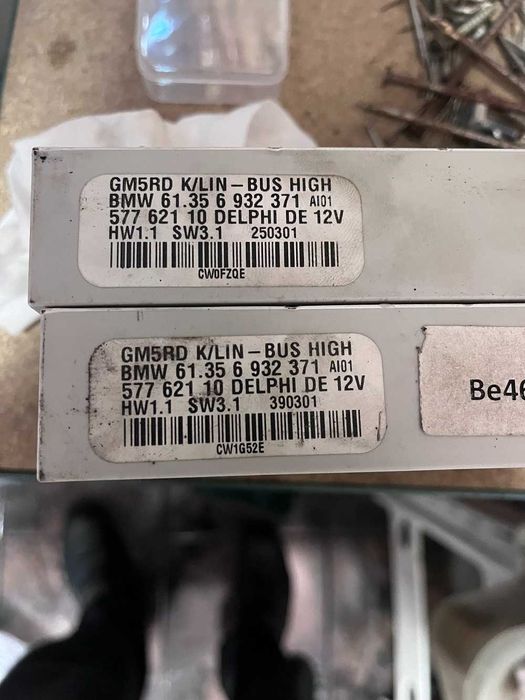 GM5RD K/LIN-BUS HIGH
BMW 61.35 6 932 371 AI01
577 621 10 DELPHI DE 12V
HW1.1 SW3.1 250301
CW0FZQE
GM5RD K/LIN-BUS HIGH
BMW 61.35 6 932 371 AI01
577 621 10 DELPHI DE 12V
HW1.1 SW3.1 390301
CW1G52E
Be46